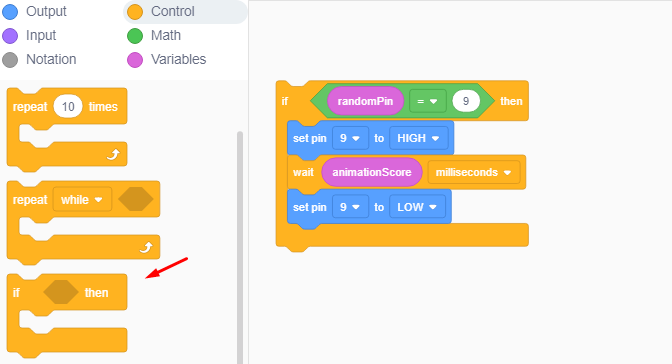 Output Control
Input Math
Notation Variables
repeat 10 times
repeat while
if then
if randomPin = 9 then
set pin 9 to HIGH
wait animationScore milliseconds
set pin 9 to LOW